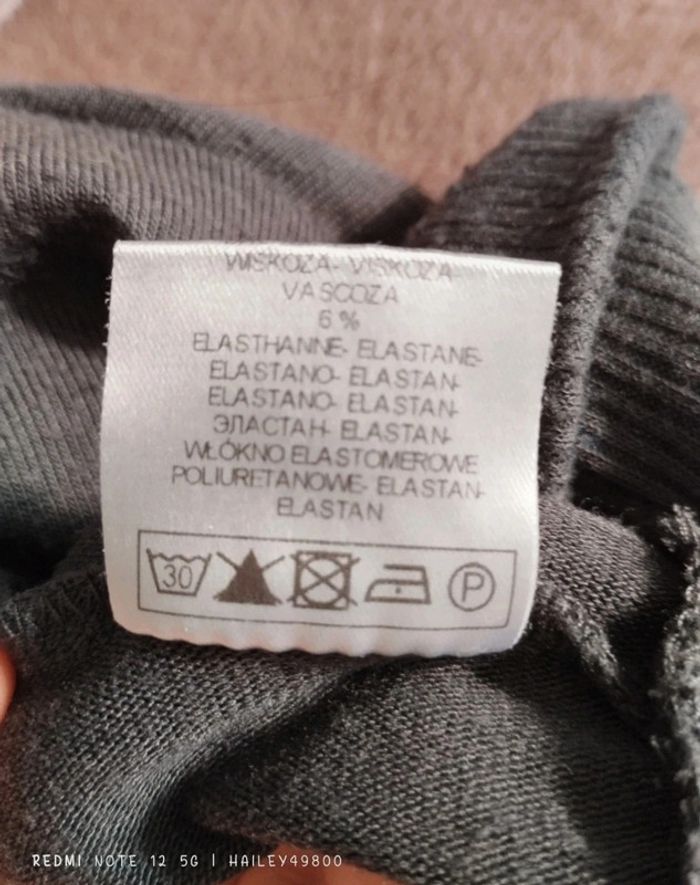 WISKOZA- VISKOZA
VASCOZA
6 %
ELASTHANNE- ELASTANE-
ELASTANO- ELASTAN-
ELASTANO- ELASTAN-
ЭЛАСТАН- ELASTAN-
WŁÓKNO ELASTOMEROWE
POLIURETANOWE- ELASTAN-
ELASTAN
30 P
REDMI NOTE 12 5G | HAILEY49800